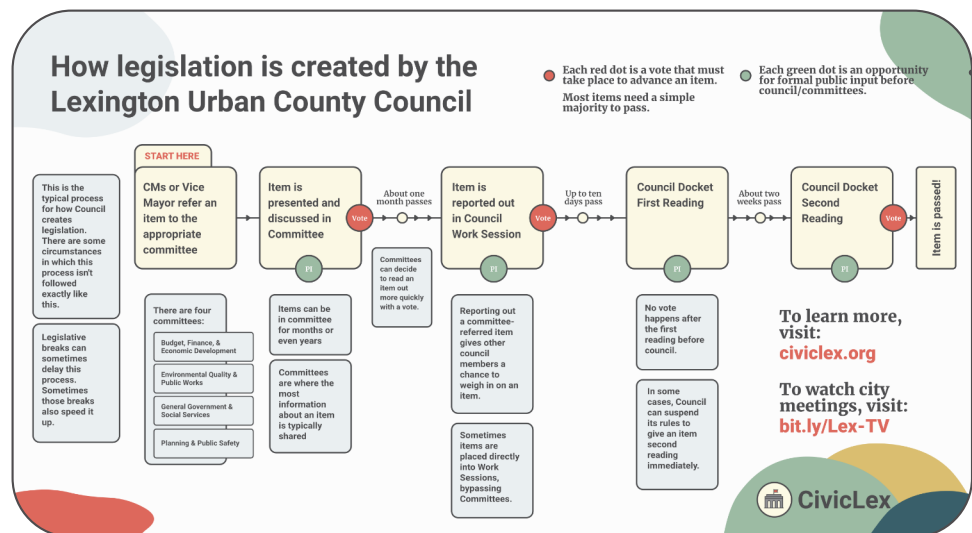 How legislation is created by the
Lexington Urban County Council
Each red dot is a vote that must
take place to advance an item.
Most items need a simple
majority to pass.
Each green dot is an opportunity
for formal public input before
council/committees.
This is the
typical process
for how Council
creates
legislation.
There are some
circumstances
in which this
process isn't
followed
exactly like
this.
Legislative
breaks can
sometimes
delay this
process.
Sometimes
those breaks
also speed it
up.
START HERE
CMs or Vice
Mayor refer an
item to the
appropriate
committee
There are four
committees:
Budget, Finance, &
Economic Development
Environmental Quality &
Public Works
General Government &
Social Services
Planning & Public Safety
Item is
presented and
discussed in
Committee
Vote
PI
Items can be
in committee
for months or
even years
Committees
are where the
most
information
about an item
is typically
shared
About one
month passes
Committees
can decide
to read an
item out
more quickly
with a vote.
Item is
reported out
in Council
Work Session
Vote
PI
Reporting out
a committee-
referred item
gives other
council
members a
chance to
weigh in on an
item.
Sometimes
items are
placed directly
into Work
Sessions,
bypassing
Committees.
Up to ten
days pass
Council Docket
First Reading
PI
No vote
happens after
the first
reading before
council.
In some
cases, Council
can suspend
its rules to
give an item
second
reading
immediately.
About two
weeks pass
Council Docket
Second
Reading
Vote
PI
Item is passed!
To learn more,
visit:
civiclex.org
To watch city
meetings, visit:
bit.ly/Lex-TV
CivicLex